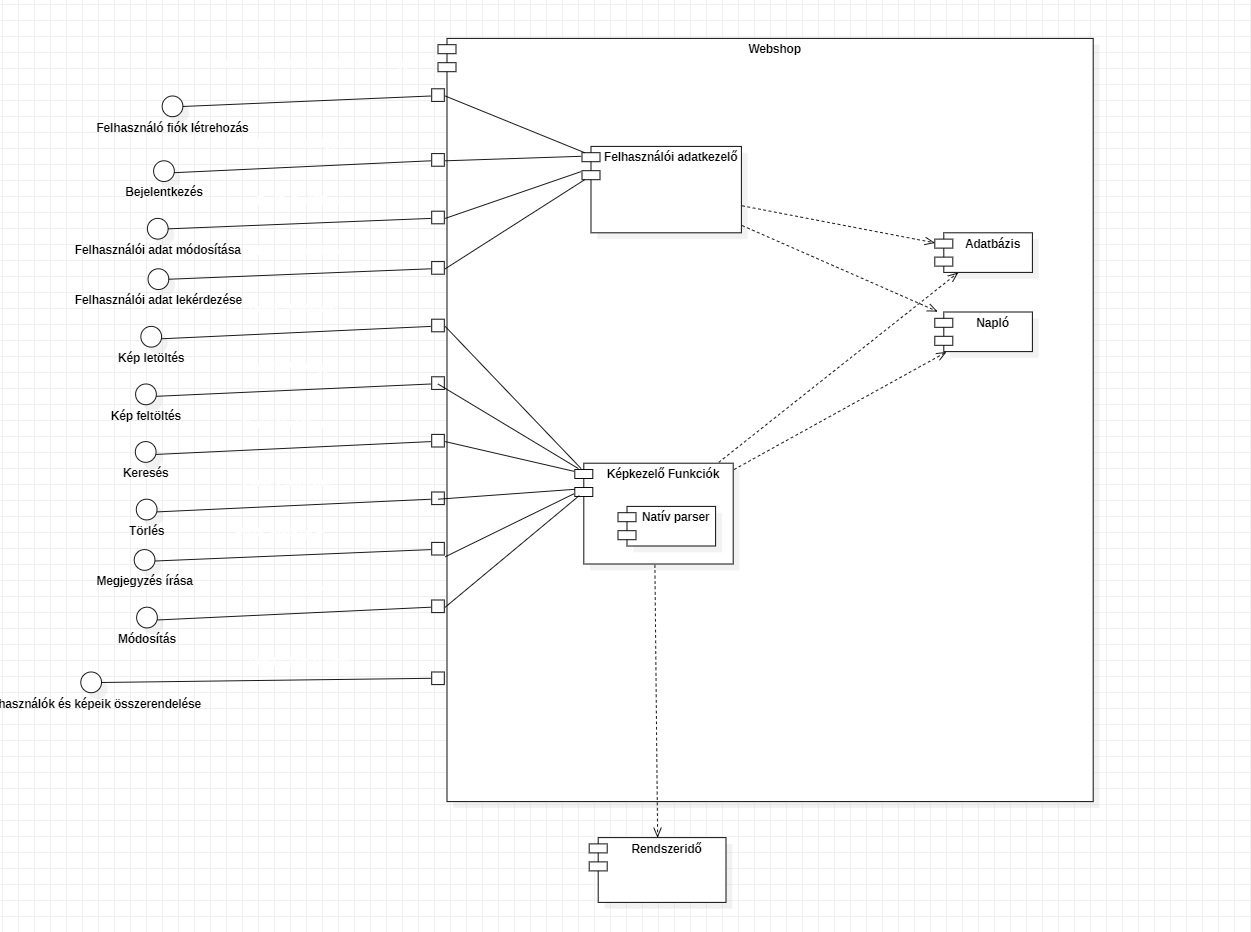 Webshop
Felhasználó fiók létrehozás
Felhasználói adatkezelő
Bejelentkezés
Felhasználói adat módosítása
Adatbázis
Felhasználói adat lekérdezése
Napló
Kép letöltés
Kép feltöltés
Keresés
Képkezelő Funkciók
Natív parser
Törlés
Megjegyzés írása
Módosítás
használók és képeik összerendelése
Rendszeridő